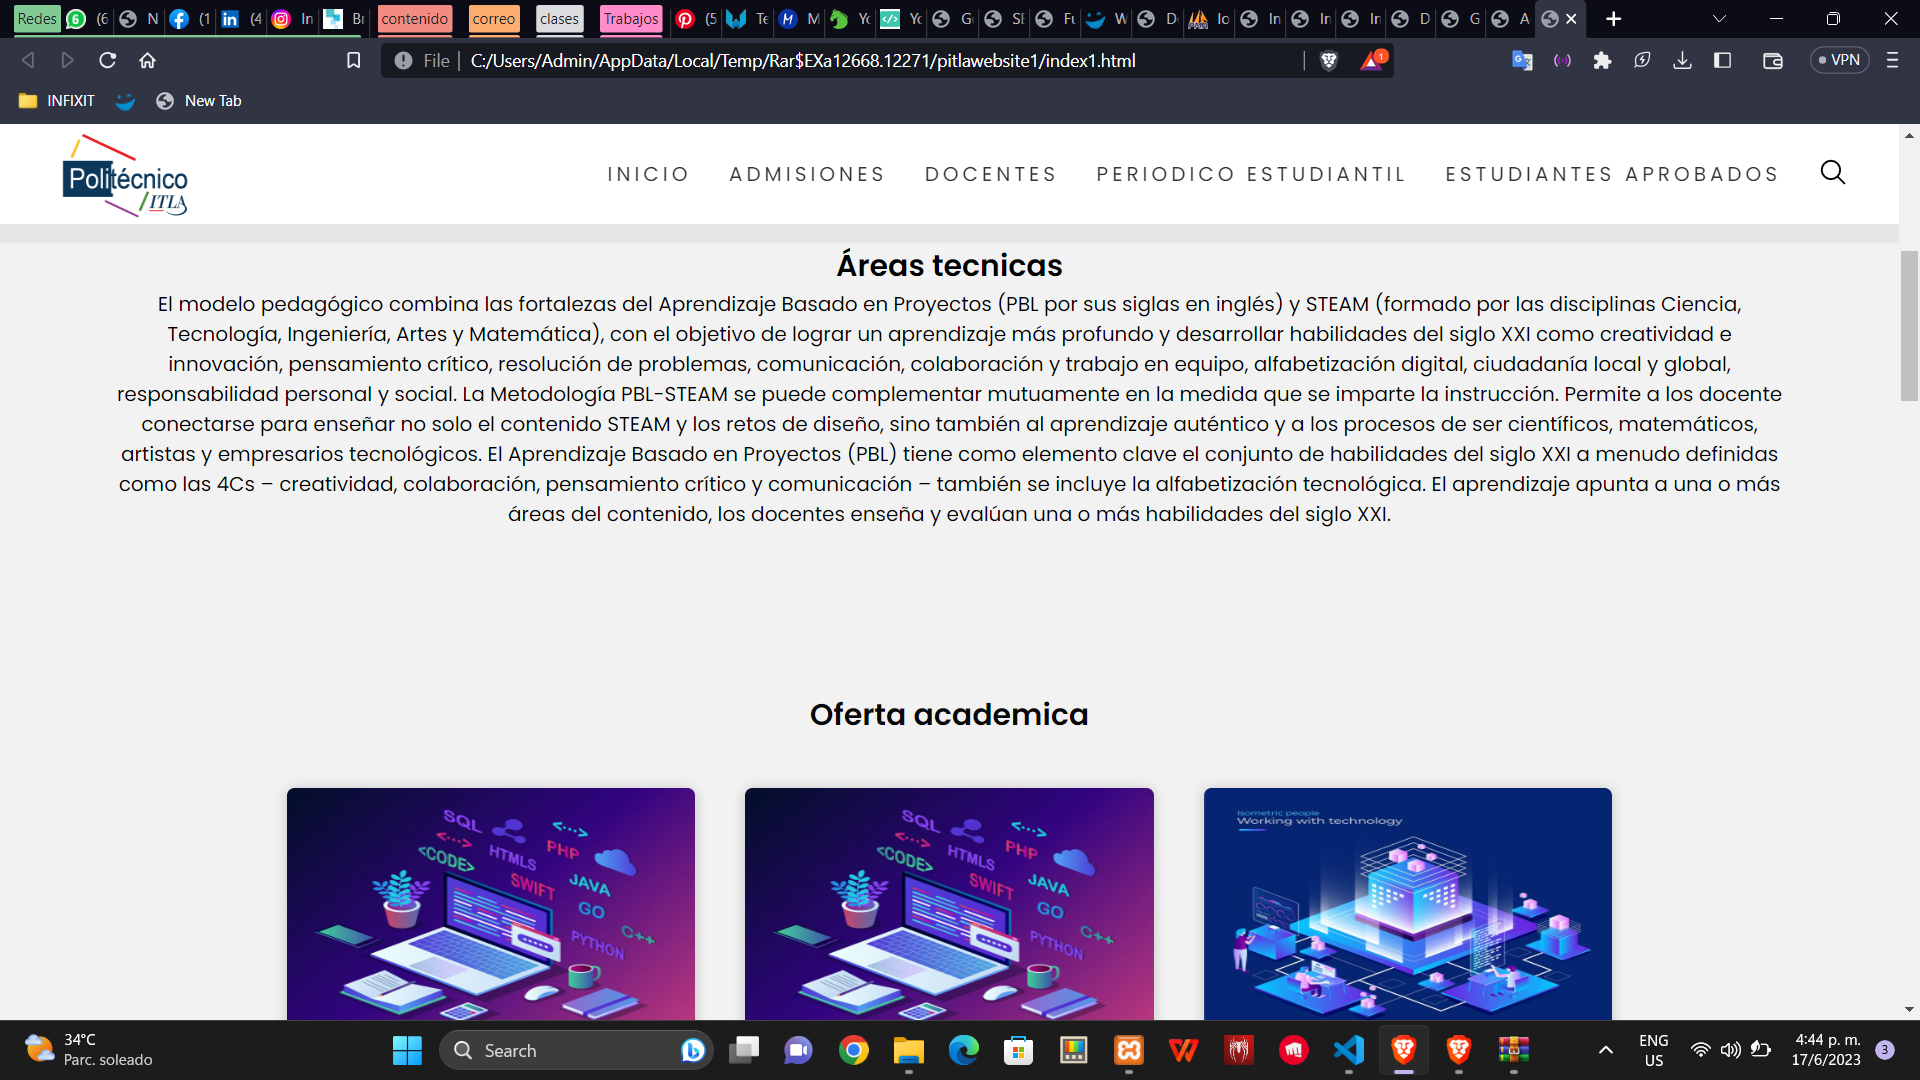 Redes
6
(6
N
(1
(4
In
Br
contenido
correo
clases
Trabajos
(5
Te
M
Yo
Yo
G
SE
Fu
W
D
Io
In
In
In
D
G
A
File
C:/Users/Admin/AppData/Local/Temp/Rar$EXa12668.12271/pitlawebsite1/index1.html
1
VPN
INFIXIT
New Tab
Politécnico
ITLA
INICIO
ADMISIONES
DOCENTES
PERIODICO ESTUDIANTIL
ESTUDIANTES APROBADOS
Áreas tecnicas
El modelo pedagógico combina las fortalezas del Aprendizaje Basado en Proyectos (PBL por sus siglas en inglés) y STEAM (formado por las disciplinas Ciencia,
Tecnología, Ingeniería, Artes y Matemática), con el objetivo de lograr un aprendizaje más profundo y desarrollar habilidades del siglo XXI como creatividad e
innovación, pensamiento crítico, resolución de problemas, comunicación, colaboración y trabajo en equipo, alfabetización digital, ciudadanía local y global,
responsabilidad personal y social. La Metodología PBL-STEAM se puede complementar mutuamente en la medida que se imparte la instrucción. Permite a los docente
conectarse para enseñar no solo el contenido STEAM y los retos de diseño, sino también al aprendizaje auténtico y a los procesos de ser científicos, matemáticos,
artistas y empresarios tecnológicos. El Aprendizaje Basado en Proyectos (PBL) tiene como elemento clave el conjunto de habilidades del siglo XXI a menudo definidas
como las 4Cs – creatividad, colaboración, pensamiento crítico y comunicación – también se incluye la alfabetización tecnológica. El aprendizaje apunta a una o más
áreas del contenido, los docentes enseña y evalúan una o más habilidades del siglo XXI.
Oferta academica
SQL
<CODE>
HTML5
PHP
SWIFT
JAVA
GO
C++
PYTHON
SQL
<CODE>
HTML5
PHP
SWIFT
JAVA
GO
C++
PYTHON
Isometric people
Working with technology
34°C
Parc. soleado
Search
ENG
US
4:44 p. m.
17/6/2023
3